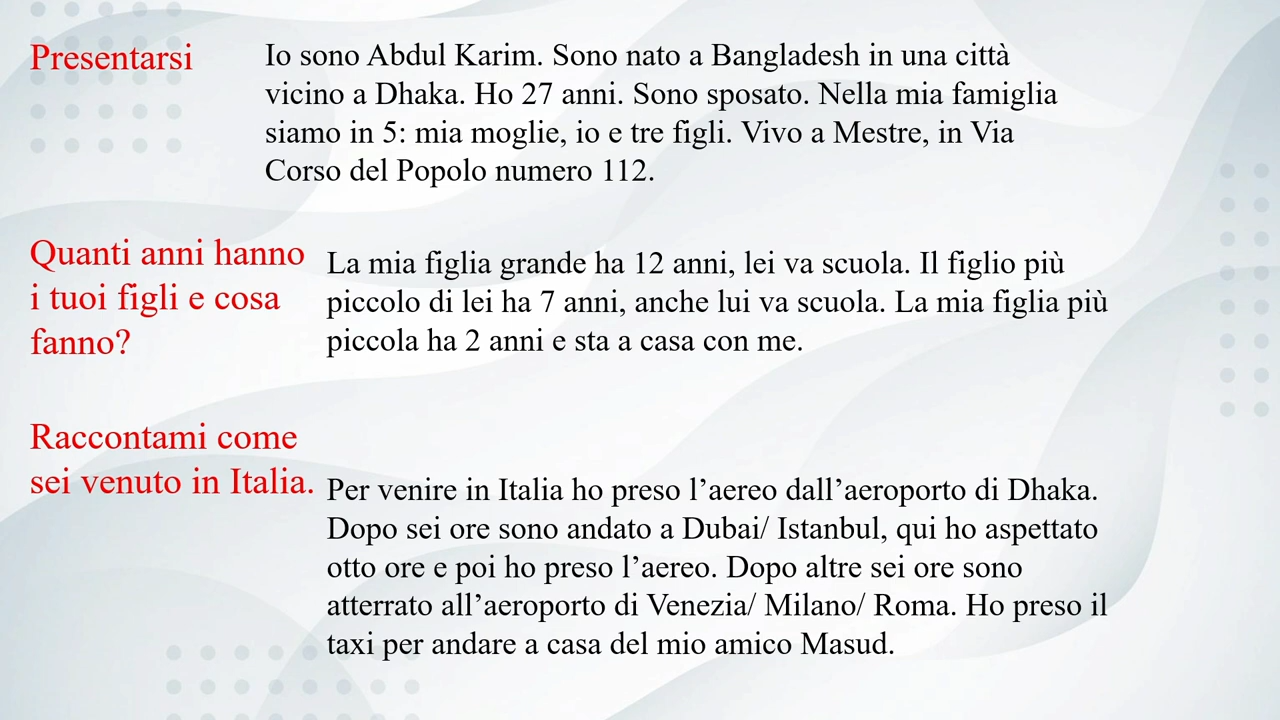 Presentarsi
Io sono Abdul Karim. Sono nato a Bangladesh in una città
vicino a Dhaka. Ho 27 anni. Sono sposato. Nella mia famiglia
siamo in 5: mia moglie, io e tre figli. Vivo a Mestre, in Via
Corso del Popolo numero 112.
Quanti anni hanno
i tuoi figli e cosa
fanno?
La mia figlia grande ha 12 anni, lei va scuola. Il figlio più
piccolo di lei ha 7 anni, anche lui va scuola. La mia figlia più
piccola ha 2 anni e sta a casa con me.
Raccontami come
sei venuto in Italia.
Per venire in Italia ho preso l’aereo dall’aeroporto di Dhaka.
Dopo sei ore sono andato a Dubai/ Istanbul, qui ho aspettato
otto ore e poi ho preso l’aereo. Dopo altre sei ore sono
atterrato all’aeroporto di Venezia/ Milano/ Roma. Ho preso il
taxi per andare a casa del mio amico Masud.